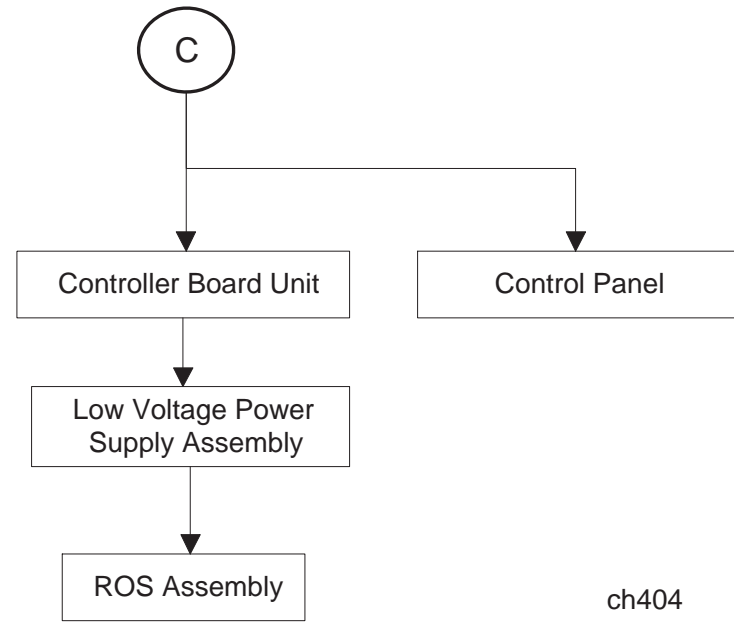 C
Controller Board Unit
Control Panel
Low Voltage Power
Supply Assembly
ROS Assembly
ch404